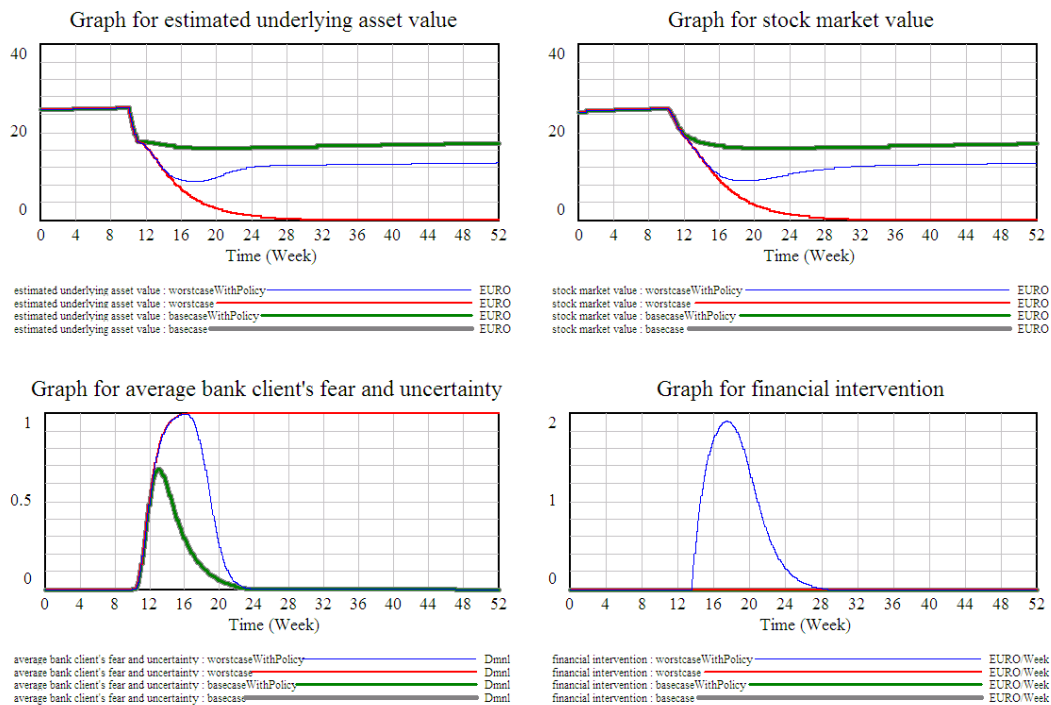 Graph for estimated underlying asset value
40
20
0
0 4 8 12 16 20 24 28 32 36 40 44 48 52
Time (Week)
estimated underlying asset value : worstcaseWithPolicy EURO
estimated underlying asset value : worstcase EURO
estimated underlying asset value : basecaseWithPolicy EURO
estimated underlying asset value : basecase EURO
Graph for stock market value
40
20
0
0 4 8 12 16 20 24 28 32 36 40 44 48 52
Time (Week)
stock market value : worstcaseWithPolicy EURO
stock market value : worstcase EURO
stock market value : basecaseWithPolicy EURO
stock market value : basecase EURO
Graph for average bank client's fear and uncertainty
1
0.5
0
0 4 8 12 16 20 24 28 32 36 40 44 48 52
Time (Week)
average bank client's fear and uncertainty : worstcaseWithPolicy Dmnl
average bank client's fear and uncertainty : worstcase Dmnl
average bank client's fear and uncertainty : basecaseWithPolicy Dmnl
average bank client's fear and uncertainty : basecase Dmnl
Graph for financial intervention
2
1
0
0 4 8 12 16 20 24 28 32 36 40 44 48 52
Time (Week)
financial intervention : worstcaseWithPolicy EURO/Week
financial intervention : worstcase EURO/Week
financial intervention : basecaseWithPolicy EURO/Week
financial intervention : basecase EURO/Week